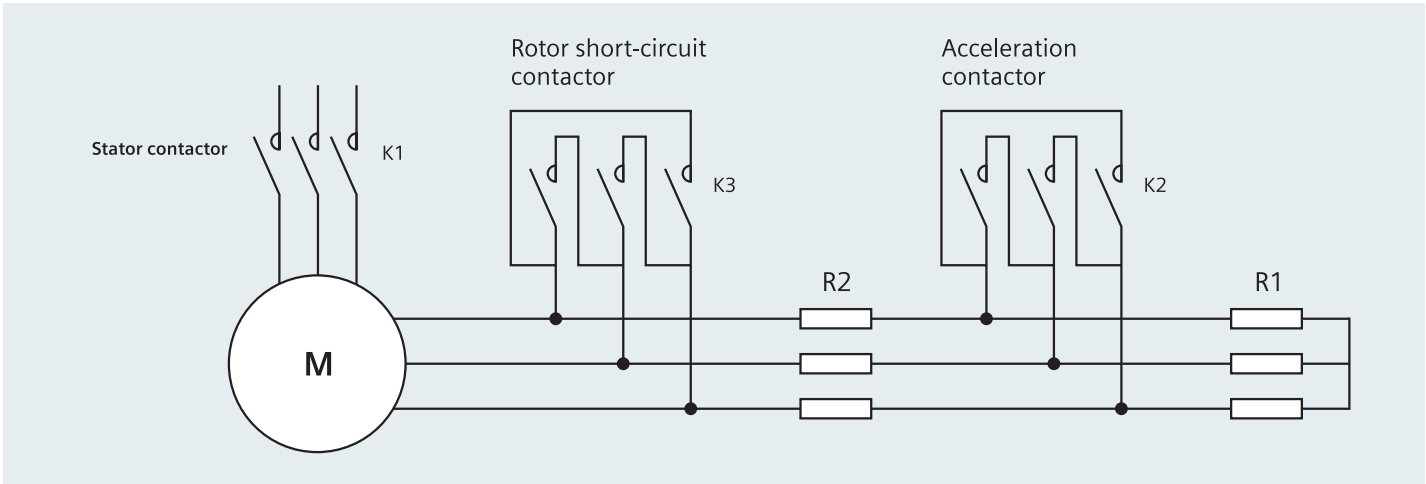 Rotor short-circuit
contactor
Acceleration
contactor
Stator contactor
K1
K3
K2
R2
R1
M